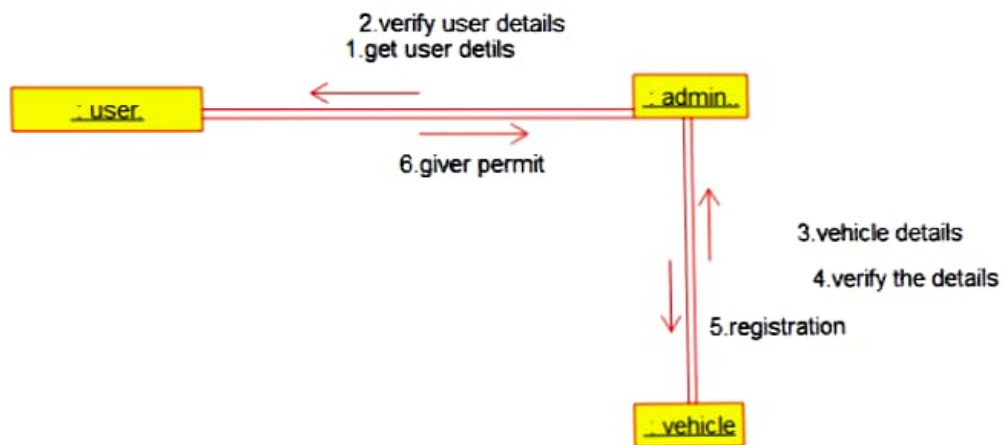 2.verify user details
1.get user detils
: user.
: admin..
6.giver permit
3.vehicle details
4.verify the details
5.registration
: vehicle